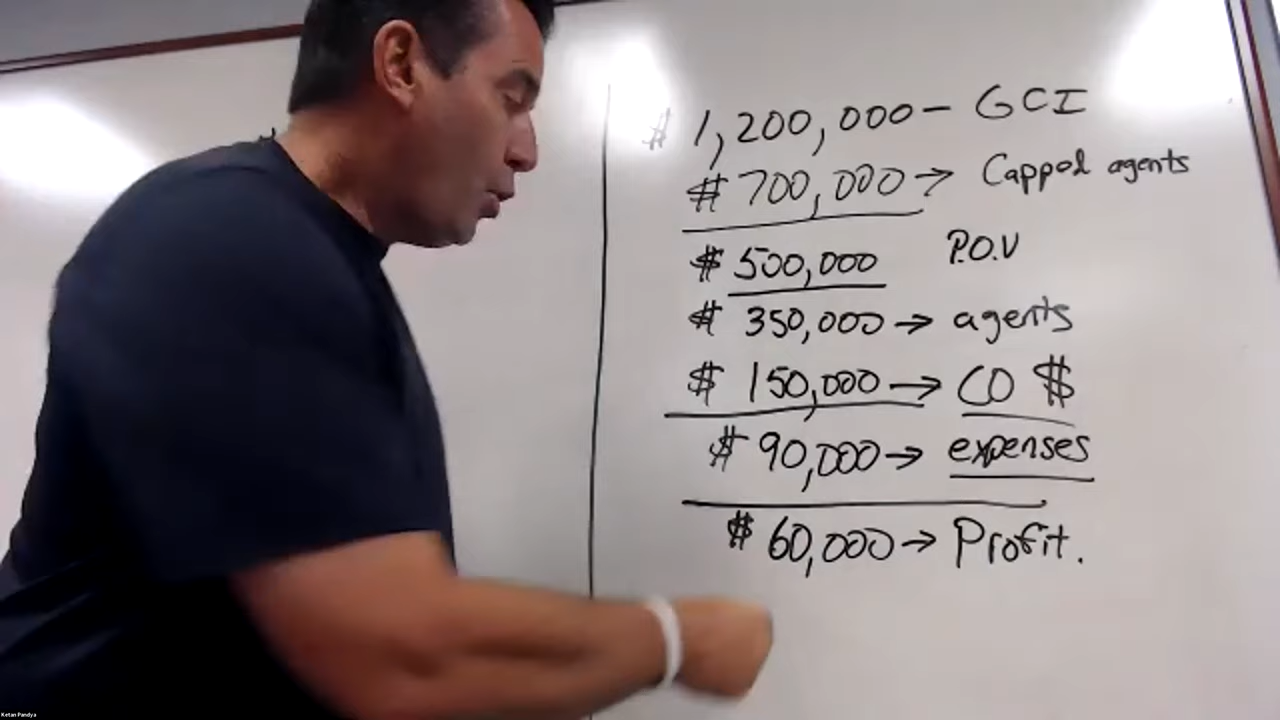 $ 1,200,000 - GCI
$ 700,000 → Capped agents
$ 500,000 P.O.V
$ 350,000 → agents
$ 150,000 → CO $
$ 90,000 → expenses
$ 60,000 → Profit.
Ketan Pandya